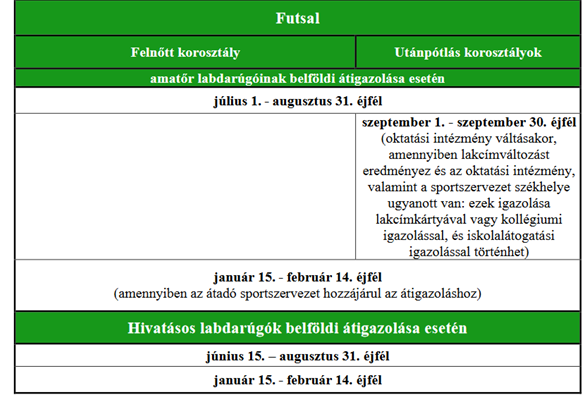 Futsal
Felnőtt korosztály
Utánpótlás korosztályok
amatőr labdarúgóinak belföldi átigazolása esetén
július 1. - augusztus 31. éjfél
szeptember 1. - szeptember 30. éjfél
(oktatási intézmény váltásakor,
amennyiben lakcímváltozást
eredményez és az oktatási intézmény,
valamint a sportszervezet székhelye
ugyanott van: ezek igazolása
lakcímkártyával vagy kollégiumi
igazolással, és iskolalátogatási
igazolással történhet)
január 15. - február 14. éjfél
(amennyiben az átadó sportszervezet hozzájárul az átigazoláshoz)
Hivatásos labdarúgók belföldi átigazolása esetén
június 15. – augusztus 31. éjfél
január 15. - február 14. éjfél